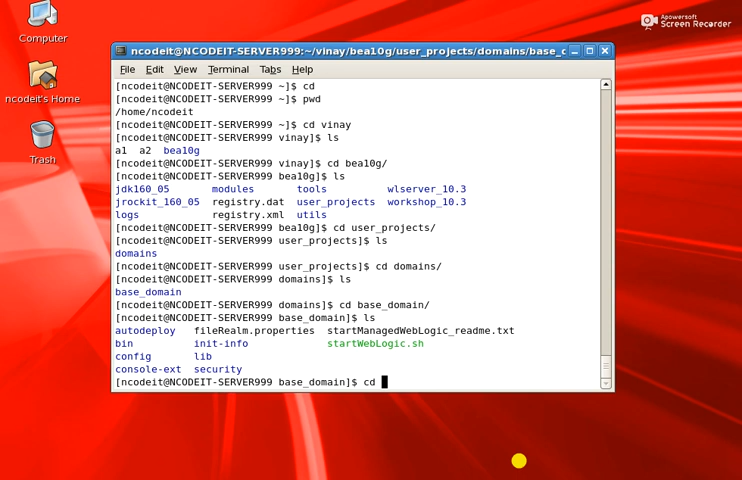 Computer
ncodeit's Home
Trash
Apowersoft
Screen Recorder
ncodeit@NCODEIT-SERVER999:~/vinay/bea10g/user_projects/domains/base_d
File Edit View Terminal Tabs Help
[ncodeit@NCODEIT-SERVER999 ~]$ cd
[ncodeit@NCODEIT-SERVER999 ~]$ pwd
/home/ncodeit
[ncodeit@NCODEIT-SERVER999 ~]$ cd vinay
[ncodeit@NCODEIT-SERVER999 vinay]$ ls
a1 a2 bea10g
[ncodeit@NCODEIT-SERVER999 vinay]$ cd bea10g/
[ncodeit@NCODEIT-SERVER999 bea10g]$ ls
jdk160_05 modules tools wlserver_10.3
jrockit_160_05 registry.dat user_projects workshop_10.3
logs registry.xml utils
[ncodeit@NCODEIT-SERVER999 bea10g]$ cd user_projects/
[ncodeit@NCODEIT-SERVER999 user_projects]$ ls
domains
[ncodeit@NCODEIT-SERVER999 user_projects]$ cd domains/
[ncodeit@NCODEIT-SERVER999 domains]$ ls
base_domain
[ncodeit@NCODEIT-SERVER999 domains]$ cd base_domain/
[ncodeit@NCODEIT-SERVER999 base_domain]$ ls
autodeploy fileRealm.properties startManagedWebLogic_readme.txt
bin init-info startWebLogic.sh
config lib
console-ext security
[ncodeit@NCODEIT-SERVER999 base_domain]$ cd